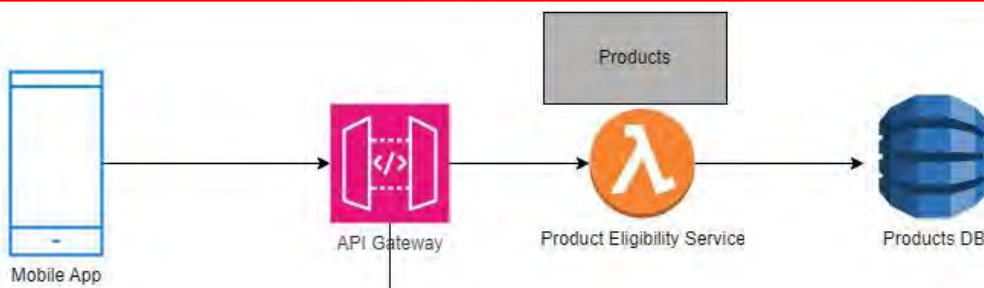 Products
</>
API Gateway
Product Eligibility Service
Products DB
Mobile App